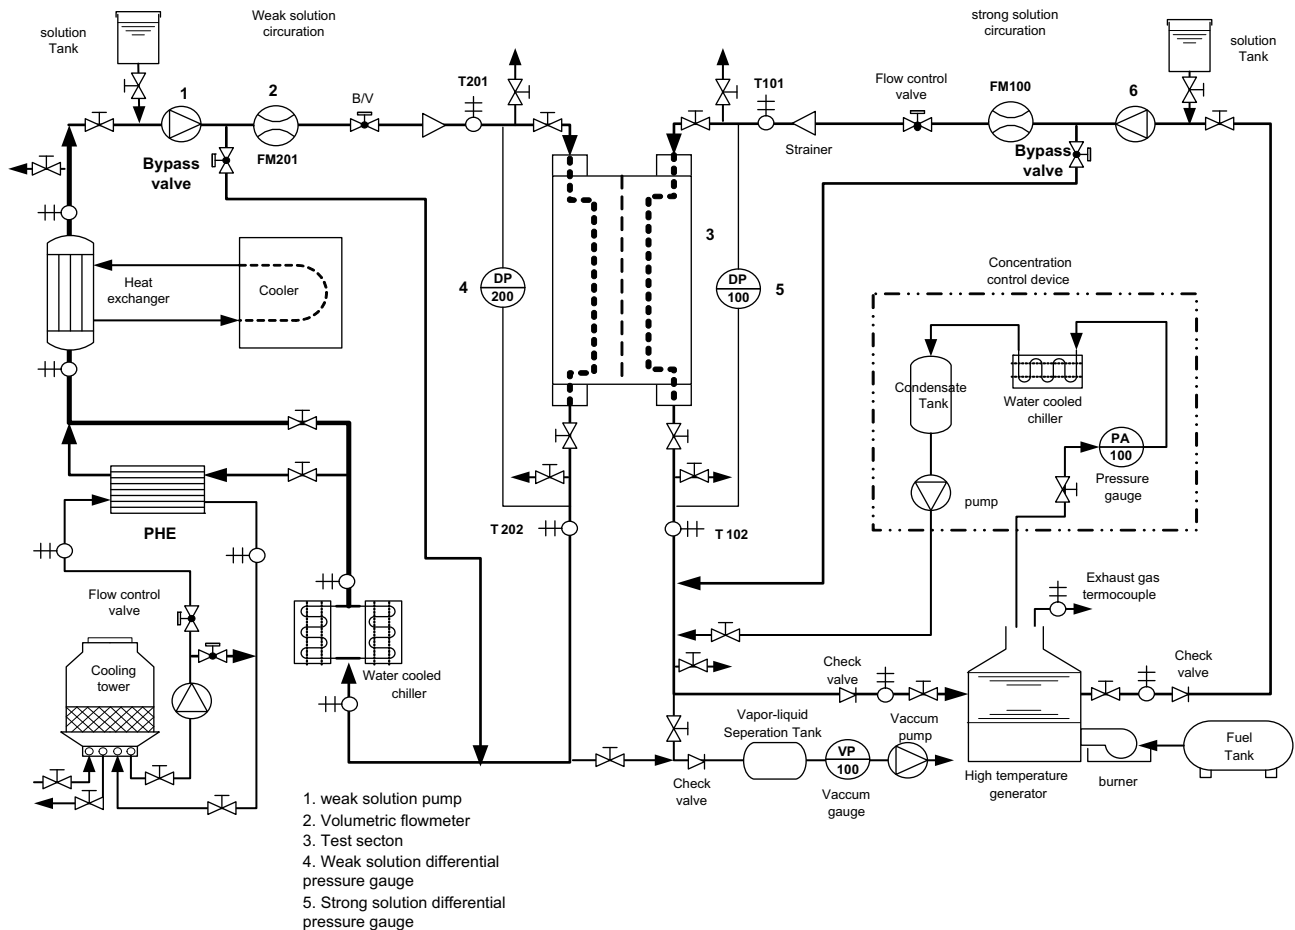 solution
Tank
Weak solution
circuration
strong solution
circuration
solution
Tank
1
2
B/V
T201
T101
Flow control
valve
FM100
6
Bypass
valve
FM201
Strainer
Bypass
valve
3
Heat
exchanger
Cooler
4
DP
200
DP
100
5
Concentration
control device
Condensate
Tank
Water cooled
chiller
PA
100
Pressure
gauge
pump
PHE
T 202
T 102
Flow control
valve
Exhaust gas
termocouple
Cooling
tower
Water cooled
chiller
Check
valve
Check
valve
Vapor-liquid
Seperation Tank
Vaccum
pump
VP
100
Check
valve
Vaccum
gauge
High temperature
generator
burner
Fuel
Tank
1. weak solution pump
2. Volumetric flowmeter
3. Test secton
4. Weak solution differential
pressure gauge
5. Strong solution differential
pressure gauge